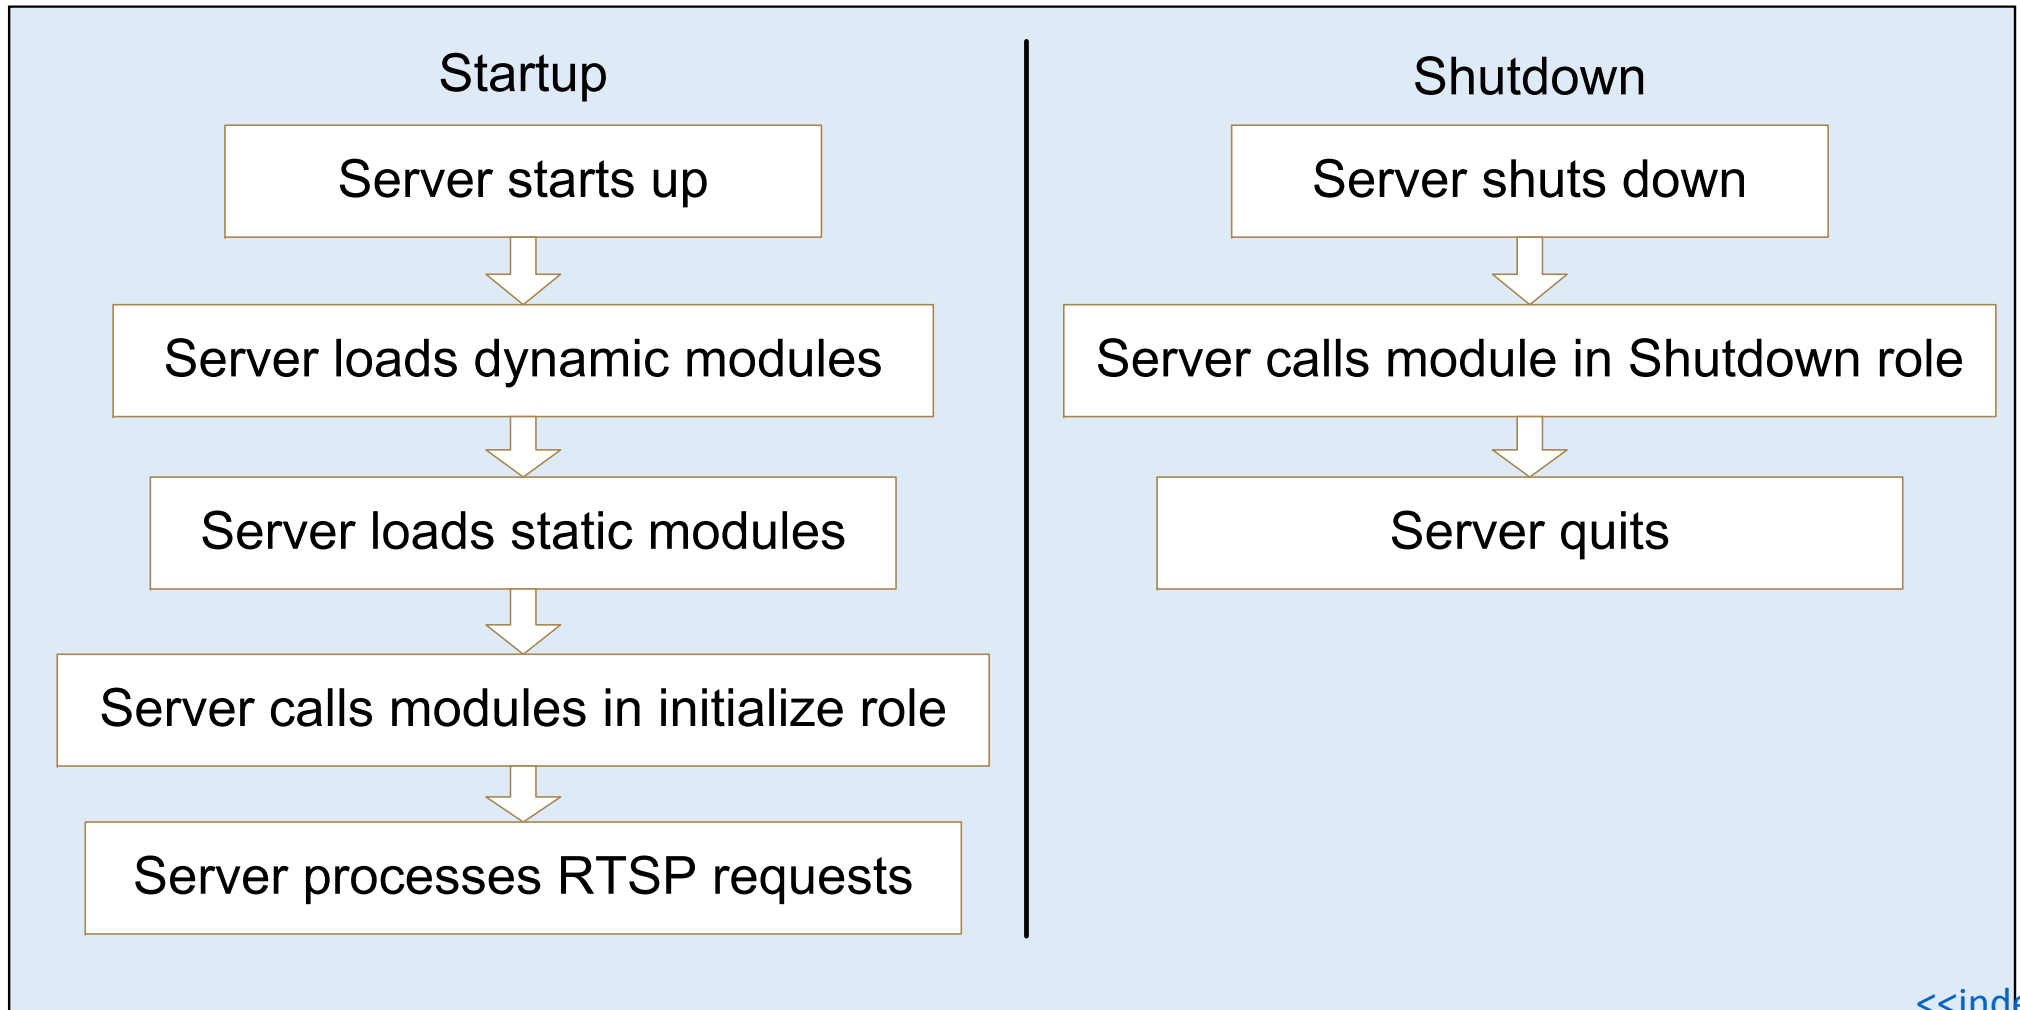 Startup
Server starts up
Server loads dynamic modules
Server loads static modules
Server calls modules in initialize role
Server processes RTSP requests
Shutdown
Server shuts down
Server calls module in Shutdown role
Server quits